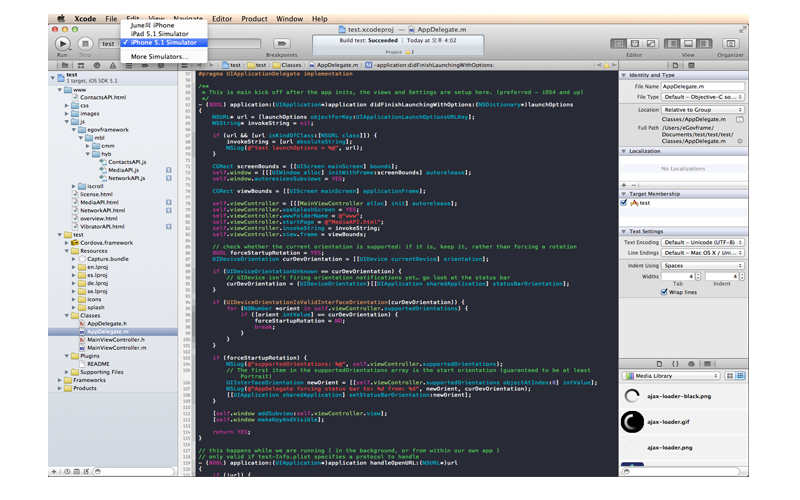 Xcode File Edit View Navigate Editor Product Window Help
June의 iPhone
iPad 5.1 Simulator
✓ iPhone 5.1 Simulator
More Simulators...
test.xcodeproj — AppDelegate.m
Run Stop
test
Breakpoints
Build test: Succeeded | Today at 오후 4:02
Project 1
Editor View Organizer
test
1 target, iOS SDK 5.1
www
ContactsAPI.html
css
images
js
egovframework
mbl
cmm
hyb
ContactsAPI.js
MediaAPI.js
NetworkAPI.js
iscroll
license.html
MediaAPI.html
NetworkAPI.html
overview.html
VibratorAPI.html
test
Cordova.framework
Resources
Capture.bundle
en.lproj
es.lproj
de.lproj
se.lproj
icons
splash
Classes
AppDelegate.h
AppDelegate.m
MainViewController.h
MainViewController.m
Plugins
README
Supporting Files
Frameworks
Products
test test Classes AppDelegate.m -application:didFinishLaunchingWithOptions:
#pragma UIApplicationDelegate implementation
/**
* This is main kick off after the app inits, the views and Settings are setup here. (preferred - iOS4 and up)
*/
- (BOOL) application:(UIApplication*)application didFinishLaunchingWithOptions:(NSDictionary*)launchOptions
{
NSURL* url = [launchOptions objectForKey:UIApplicationLaunchOptionsURLKey];
NSString* invokeString = nil;
if (url && [url isKindOfClass:[NSURL class]]) {
invokeString = [url absoluteString];
NSLog(@"test launchOptions = %@", url);
}
CGRect screenBounds = [[UIScreen mainScreen] bounds];
self.window = [[[UIWindow alloc] initWithFrame:screenBounds] autorelease];
self.window.autoresizesSubviews = YES;
CGRect viewBounds = [[UIScreen mainScreen] applicationFrame];
self.viewController = [[[MainViewController alloc] init] autorelease];
self.viewController.useSplashScreen = YES;
self.viewController.wwwFolderName = @"www";
self.viewController.startPage = @"MediaAPI.html";
self.viewController.invokeString = invokeString;
self.viewController.view.frame = viewBounds;
// check whether the current orientation is supported: if it is, keep it, rather than forcing a rotation
BOOL forceStartupRotation = YES;
UIDeviceOrientation curDevOrientation = [[UIDevice currentDevice] orientation];
if (UIDeviceOrientationUnknown == curDevOrientation) {
// UIDevice isn't firing orientation notifications yet… go look at the status bar
curDevOrientation = (UIDeviceOrientation)[[UIApplication sharedApplication] statusBarOrientation];
}
if (UIDeviceOrientationIsValidInterfaceOrientation(curDevOrientation)) {
for (NSNumber *orient in self.viewController.supportedOrientations) {
if ([orient intValue] == curDevOrientation) {
forceStartupRotation = NO;
break;
}
}
}
if (forceStartupRotation) {
NSLog(@"supportedOrientations: %@", self.viewController.supportedOrientations);
// The first item in the supportedOrientations array is the start orientation (guaranteed to be at least
Portrait)
UIInterfaceOrientation newOrient = [[self.viewController.supportedOrientations objectAtIndex:0] intValue];
NSLog(@"AppDelegate forcing status bar to: %d from: %d", newOrient, curDevOrientation);
[[UIApplication sharedApplication] setStatusBarOrientation:newOrient];
}
[self.window addSubview:self.viewController.view];
[self.window makeKeyAndVisible];
return YES;
}
// this happens while we are running ( in the background, or from within our own app )
// only valid if test-Info.plist specifies a protocol to handle
- (BOOL) application:(UIApplication*)application handleOpenURL:(NSURL*)url
{
if (!url) {
Identity and Type
File Name AppDelegate.m
File Type Default - Objective-C so...
Location Relative to Group
Classes/AppDelegate.m
Full Path /Users/eGovframe/
Documents/test/test/test/
Classes/AppDelegate.m
Localization
No Localizations
Target Membership
test
Text Settings
Text Encoding Default - Unicode (UTF-8)
Line Endings Default - Mac OS X / Uni...
Indent Using Spaces
Widths 4 4
Tab Indent
Wrap lines
Media Library
ajax-loader-black.png
ajax-loader.gif
ajax-loader.png